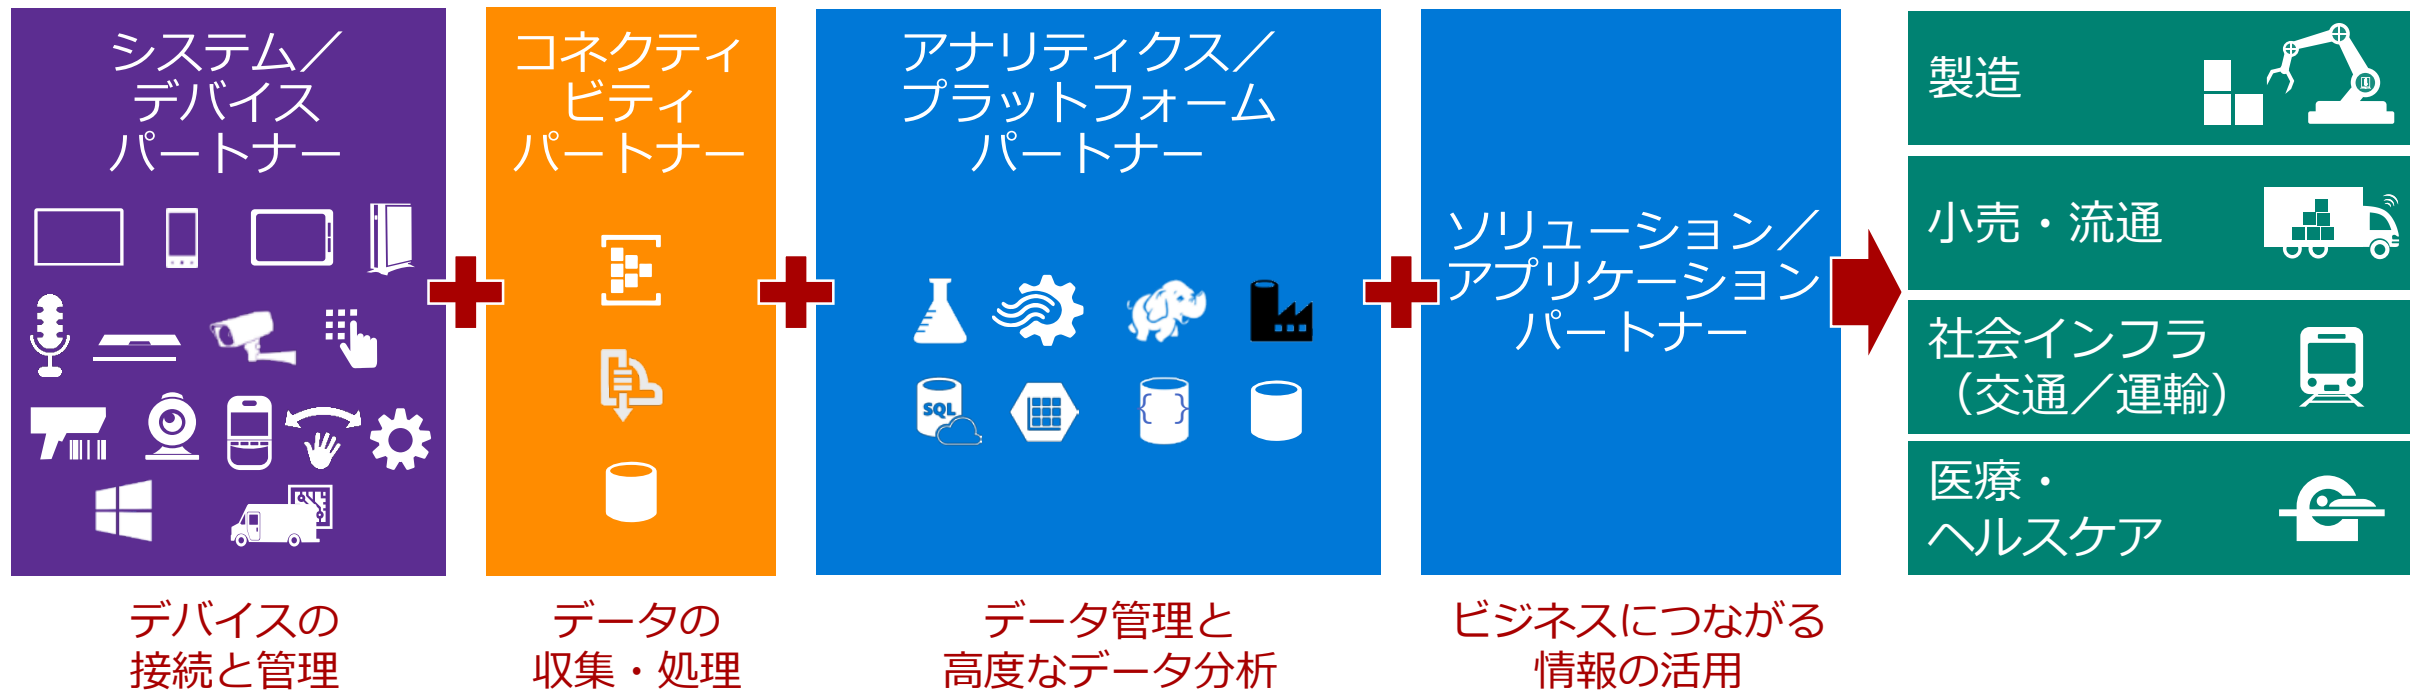 システム／
デバイス
パートナー
コネクティ
ビティ
パートナー
アナリティクス／
プラットフォーム
パートナー
SQL
ソリューション／
アプリケーション
パートナー
製造
小売・流通
社会インフラ
（交通／運輸）
医療・
ヘルスケア
デバイスの
接続と管理
データの
収集・処理
データ管理と
高度なデータ分析
ビジネスにつながる
情報の活用